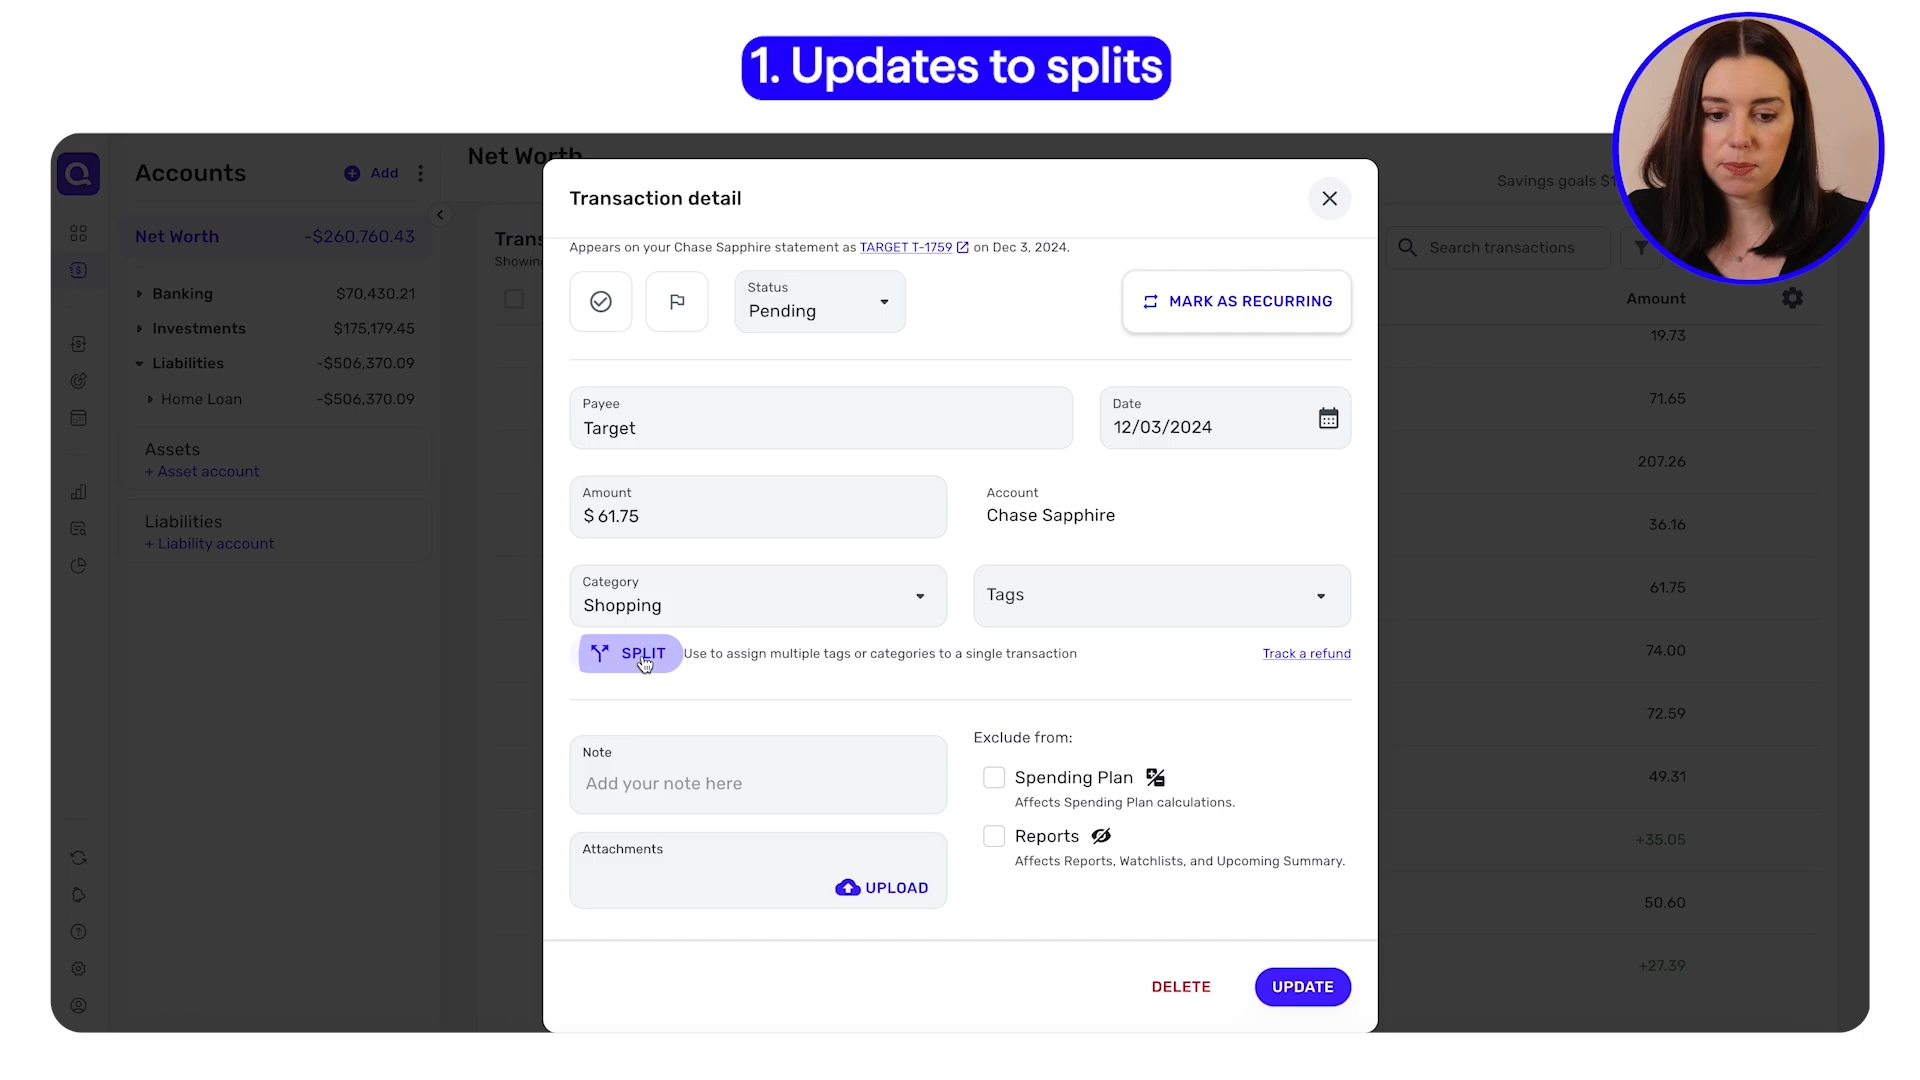 1. Updates to splits
Accounts
Add
Net Worth
-$260,760.43
Banking
$70,430.21
Investments
$175,179.45
Liabilities
-$506,370.09
Home Loan
-$506,370.09
Assets
+ Asset account
Liabilities
+ Liability account
Net Worth
Savings goals $1
Trans
Showin
Search transactions
Amount
19.73
71.65
207.26
36.16
61.75
74.00
72.59
49.31
+35.05
50.60
+27.39
Transaction detail
Appears on your Chase Sapphire statement as TARGET T-1759 on Dec 3, 2024.
Status
Pending
MARK AS RECURRING
Payee
Target
Date
12/03/2024
Amount
$ 61.75
Account
Chase Sapphire
Category
Shopping
Tags
SPLIT
Use to assign multiple tags or categories to a single transaction
Track a refund
Note
Add your note here
Exclude from:
Spending Plan
Affects Spending Plan calculations.
Reports
Affects Reports, Watchlists, and Upcoming Summary.
Attachments
UPLOAD
DELETE
UPDATE